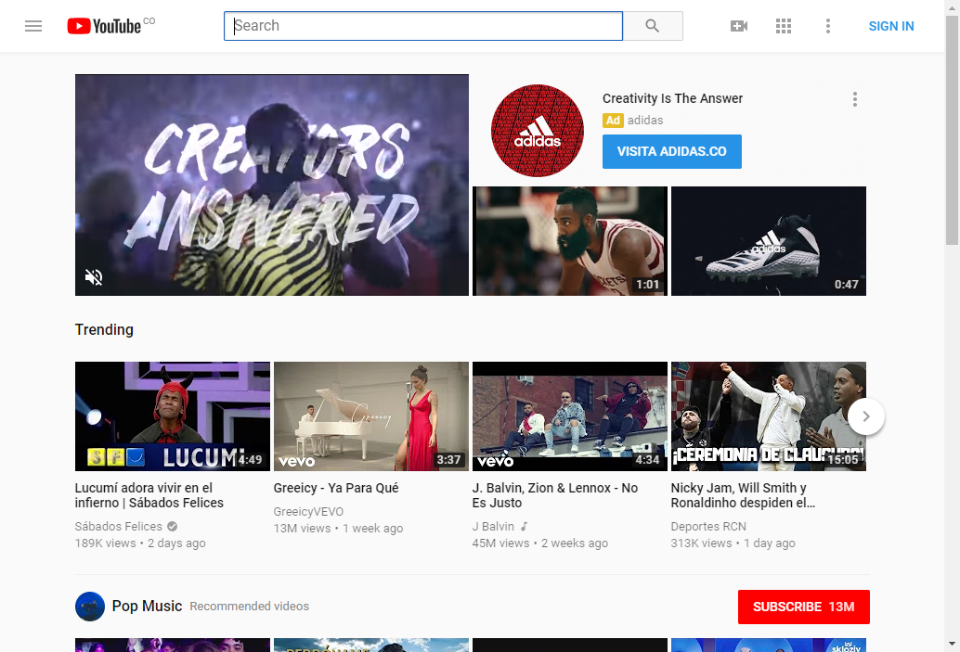 YouTube CO
Search
SIGN IN
CREATORS
ANSWERED
adidas
Creativity Is The Answer
Ad adidas
VISITA ADIDAS.CO
1:01
adidas
0:47
Trending
SF LUCUMÍ
4:49
Greeicy
vevo
3:37
vevo
4:34
¡CEREMONIA DE CLAUSURA!
15:05
Lucumí adora vivir en el
infierno | Sábados Felices
Sábados Felices
189K views • 2 days ago
Greeicy - Ya Para Qué
GreeicyVEVO
13M views • 1 week ago
J. Balvin, Zion & Lennox - No
Es Justo
J Balvin
45M views • 2 weeks ago
Nicky Jam, Will Smith y
Ronaldinho despiden el...
Deportes RCN
313K views • 1 day ago
Pop Music Recommended videos
SUBSCRIBE 13M